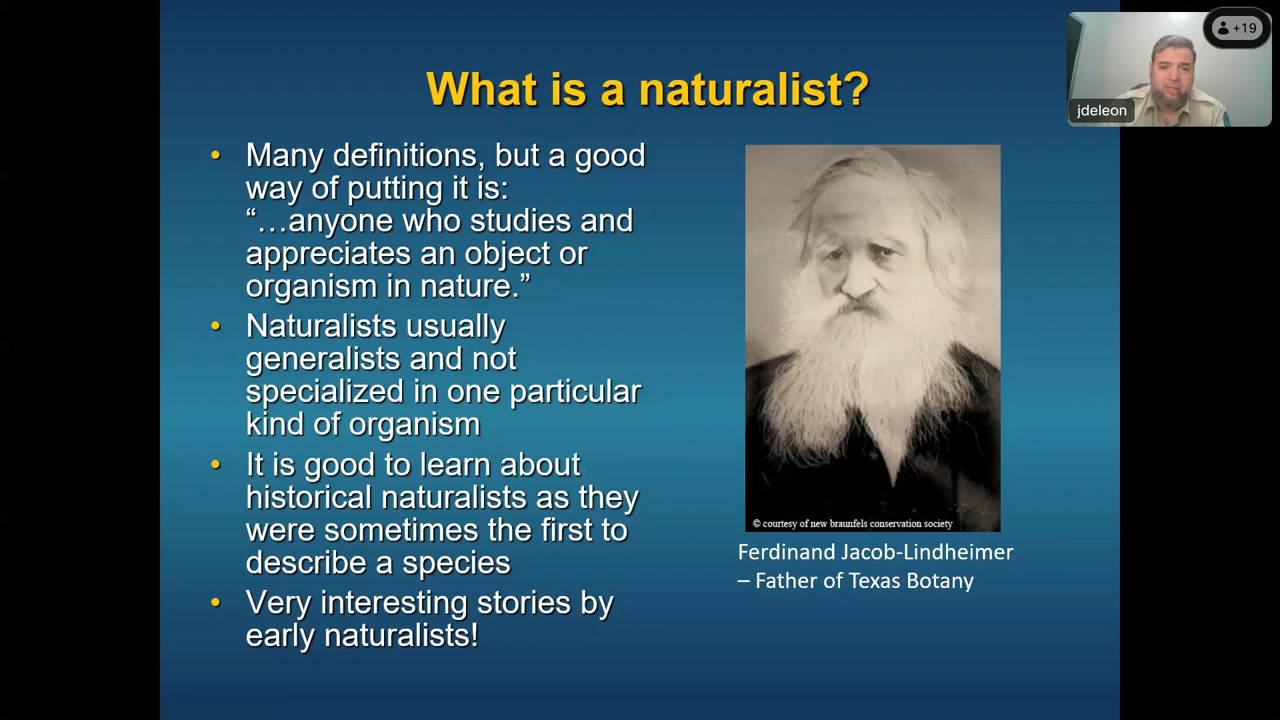 What is a naturalist?
• Many definitions, but a good
way of putting it is:
“…anyone who studies and
appreciates an object or
organism in nature.”
• Naturalists usually
generalists and not
specialized in one particular
kind of organism
• It is good to learn about
historical naturalists as they
were sometimes the first to
describe a species
• Very interesting stories by
early naturalists!
© courtesy of new braunfels conservation society
Ferdinand Jacob-Lindheimer
– Father of Texas Botany
+19
jdeleon